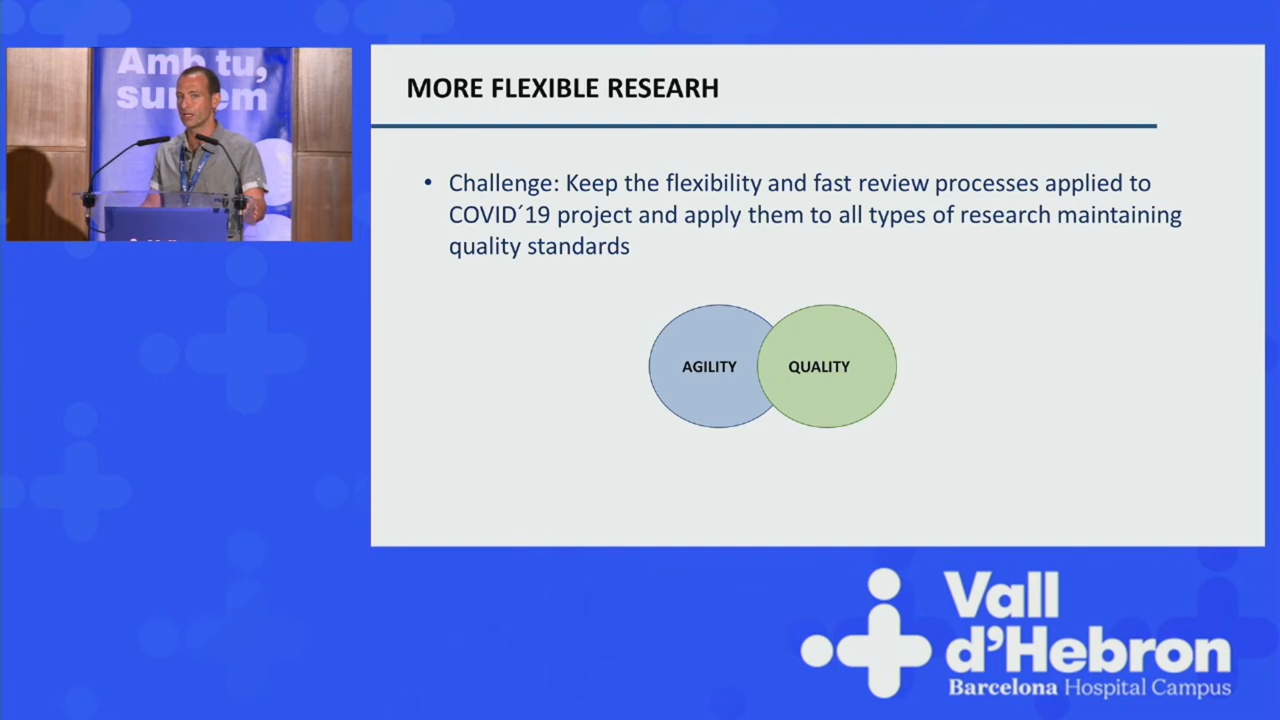 Amb tu,
MORE FLEXIBLE RESEARH
• Challenge: Keep the flexibility and fast review processes applied to
COVID´19 project and apply them to all types of research maintaining
quality standards
AGILITY
QUALITY
Vall
d'Hebron
Barcelona Hospital Campus